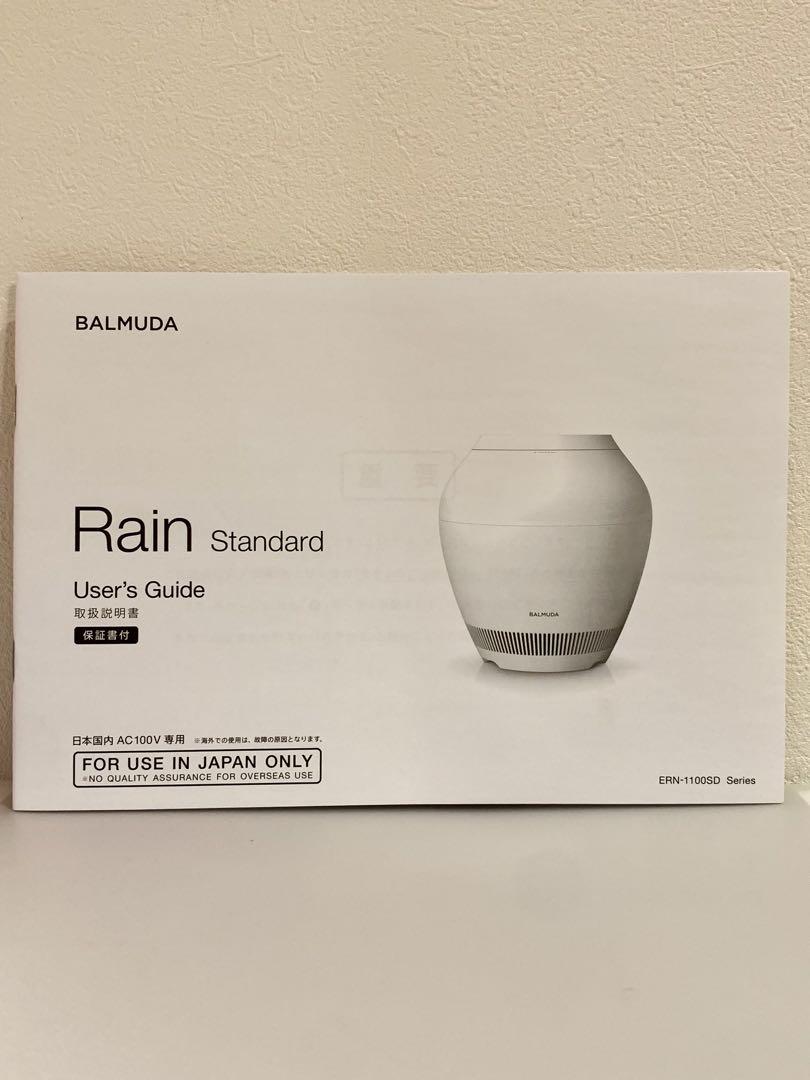 BALMUDA
Rain Standard
User's Guide
取扱説明書
保証書付
BALMUDA
日本国内 AC100V 専用 ※海外での使用は、故障の原因となります。
FOR USE IN JAPAN ONLY
※NO QUALITY ASSURANCE FOR OVERSEAS USE
ERN-1100SD Series